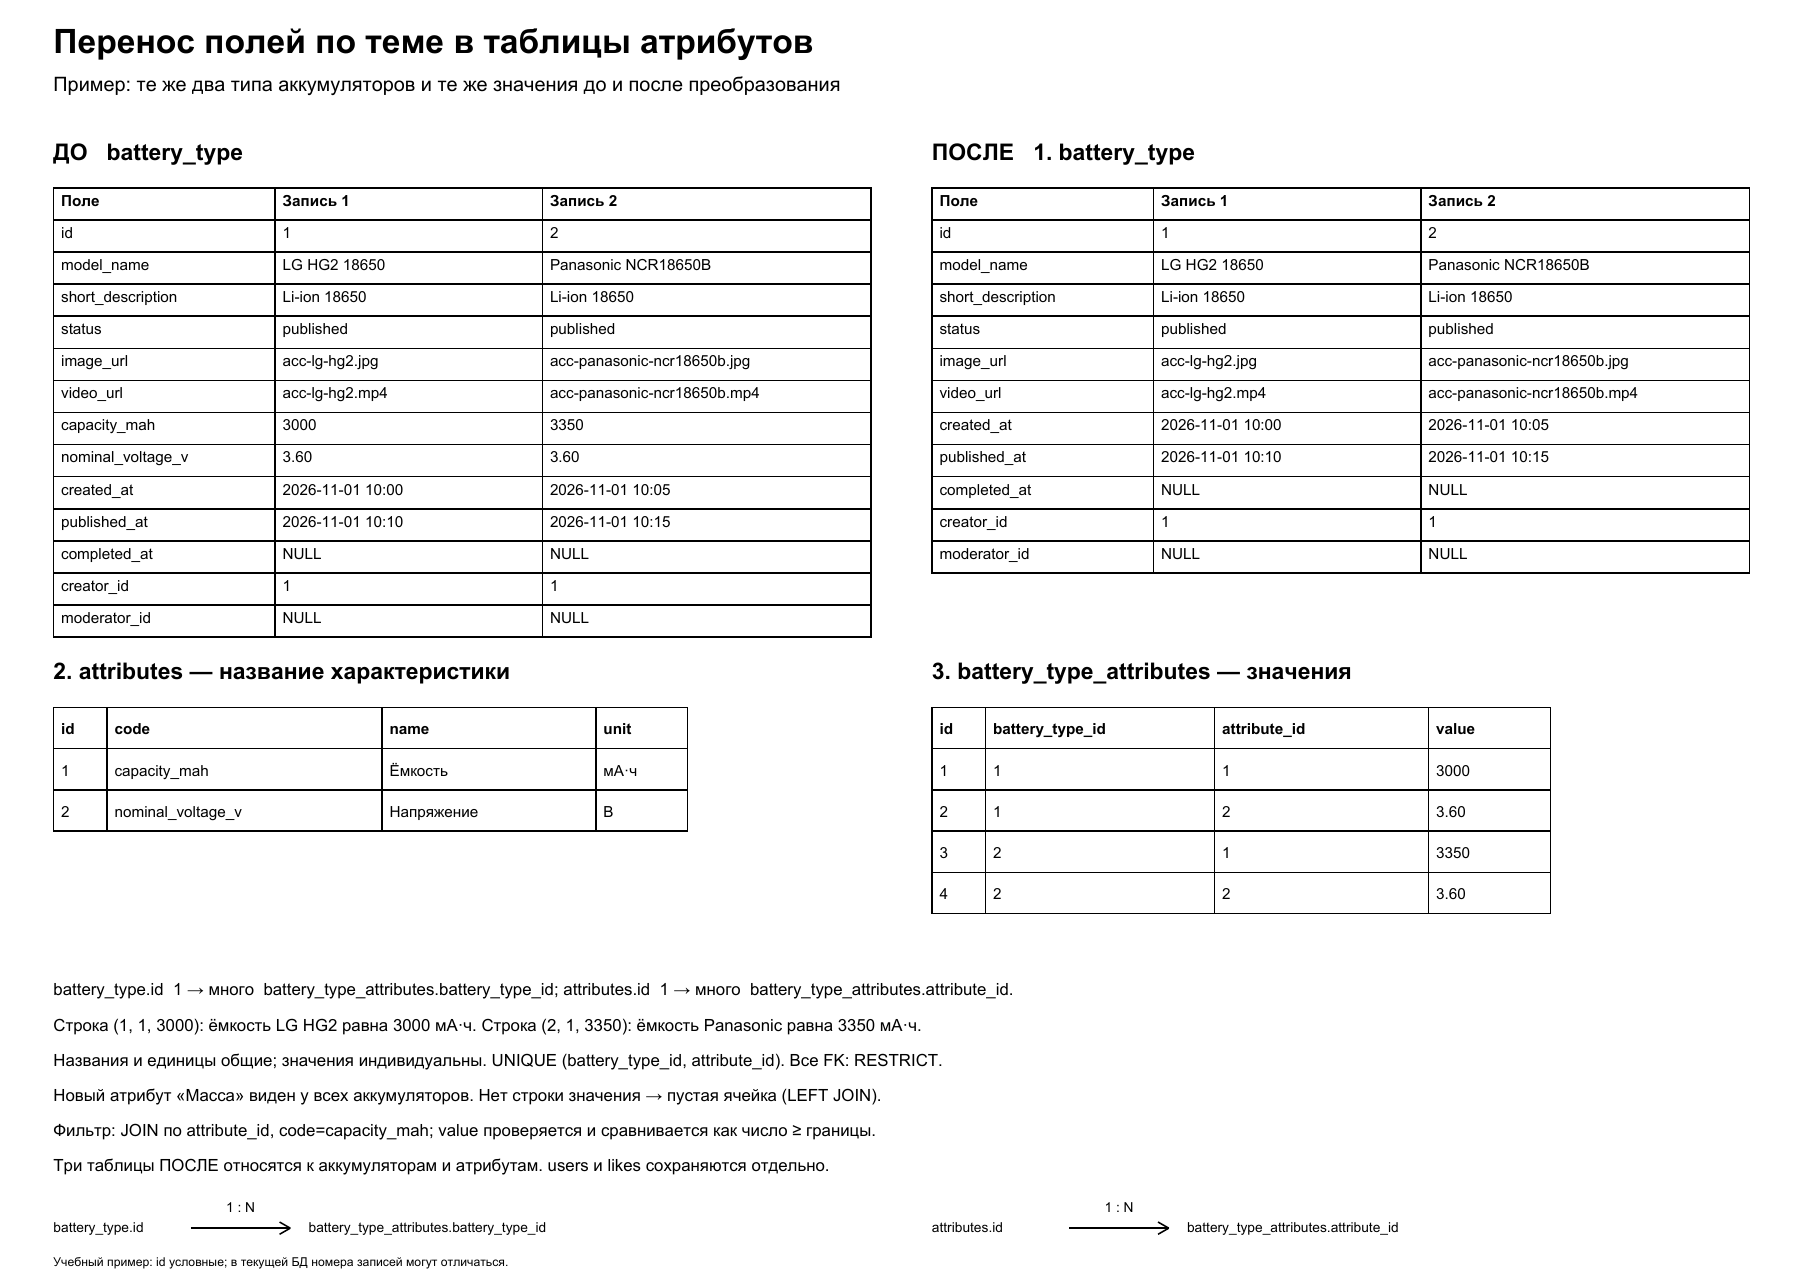 Перенос полей по теме в таблицы атрибутов
Пример: те же два типа аккумуляторов и те же значения до и после преобразования
ДО battery_type
Поле Запись 1 Запись 2
id 1 2
model_name LG HG2 18650 Panasonic NCR18650B
short_description Li-ion 18650 Li-ion 18650
status published published
image_url acc-lg-hg2.jpg acc-panasonic-ncr18650b.jpg
video_url acc-lg-hg2.mp4 acc-panasonic-ncr18650b.mp4
capacity_mah 3000 3350
nominal_voltage_v 3.60 3.60
created_at 2026-11-01 10:00 2026-11-01 10:05
published_at 2026-11-01 10:10 2026-11-01 10:15
completed_at NULL NULL
creator_id 1 1
moderator_id NULL NULL
ПОСЛЕ 1. battery_type
Поле Запись 1 Запись 2
id 1 2
model_name LG HG2 18650 Panasonic NCR18650B
short_description Li-ion 18650 Li-ion 18650
status published published
image_url acc-lg-hg2.jpg acc-panasonic-ncr18650b.jpg
video_url acc-lg-hg2.mp4 acc-panasonic-ncr18650b.mp4
created_at 2026-11-01 10:00 2026-11-01 10:05
published_at 2026-11-01 10:10 2026-11-01 10:15
completed_at NULL NULL
creator_id 1 1
moderator_id NULL NULL
2. attributes — название характеристики
id code name unit
1 capacity_mah Ёмкость мА·ч
2 nominal_voltage_v Напряжение В
3. battery_type_attributes — значения
id battery_type_id attribute_id value
1 1 1 3000
2 1 2 3.60
3 2 1 3350
4 2 2 3.60
battery_type.id 1 → много battery_type_attributes.battery_type_id; attributes.id 1 → много battery_type_attributes.attribute_id.
Строка (1, 1, 3000): ёмкость LG HG2 равна 3000 мА·ч. Строка (2, 1, 3350): ёмкость Panasonic равна 3350 мА·ч.
Названия и единицы общие; значения индивидуальны. UNIQUE (battery_type_id, attribute_id). Все FK: RESTRICT.
Новый атрибут «Масса» виден у всех аккумуляторов. Нет строки значения → пустая ячейка (LEFT JOIN).
Фильтр: JOIN по attribute_id, code=capacity_mah; value проверяется и сравнивается как число ≥ границы.
Три таблицы ПОСЛЕ относятся к аккумуляторам и атрибутам. users и likes сохраняются отдельно.
1 : N
battery_type.id battery_type_attributes.battery_type_id
1 : N
attributes.id battery_type_attributes.attribute_id
Учебный пример: id условные; в текущей БД номера записей могут отличаться.